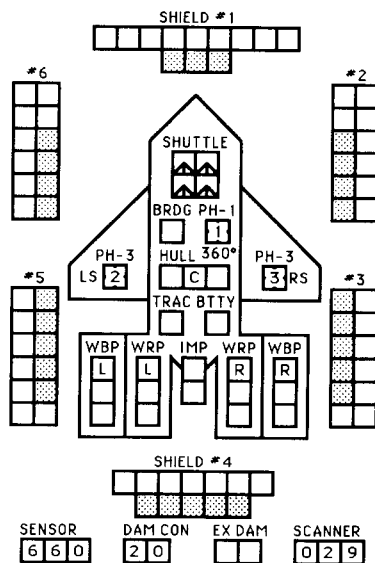 SHIELD #1
#6 #2
SHUTTLE
BRDG PH-1
1
PH-3 HULL 360° PH-3
LS 2 C 3 RS
#5 #3
TRAC BTTY
WBP WRP IMP WRP WBP
L L R R
SHIELD #4
SENSOR DAM CON EX DAM SCANNER
6 6 0 2 0 0 2 9